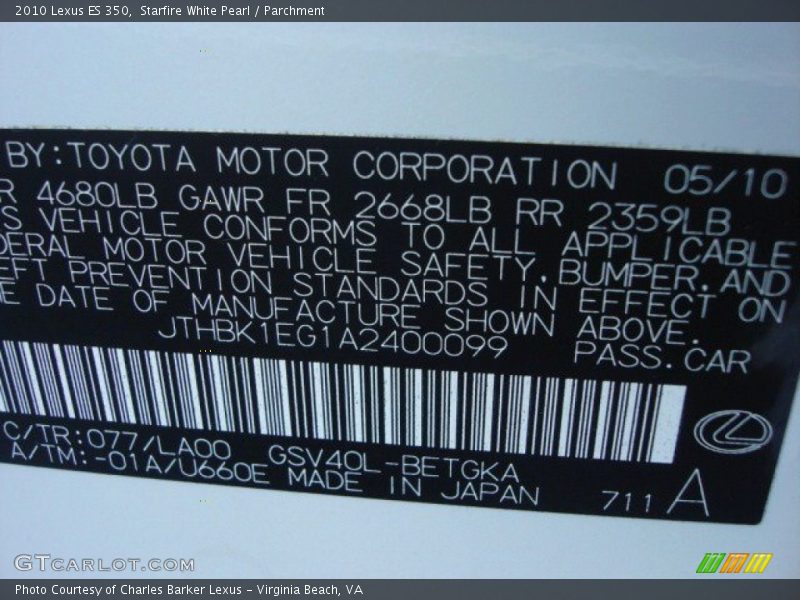 2010 Lexus ES 350, Starfire White Pearl / Parchment
BY:TOYOTA MOTOR CORPORATION 05/10
R 4680LB GAWR FR 2668LB RR 2359LB
S VEHICLE CONFORMS TO ALL APPLICABLE
DERAL MOTOR VEHICLE SAFETY,BUMPER,AND
EFT PREVENTION STANDARDS IN EFFECT ON
E DATE OF MANUFACTURE SHOWN ABOVE.
JTHBK1EG1A2400099 PASS.CAR
C/TR:077/LA00 GSV40L-BETGKA
A/TM:-01A/U660E MADE IN JAPAN 711 A
GTCARLOT.COM
Photo Courtesy of Charles Barker Lexus - Virginia Beach, VA